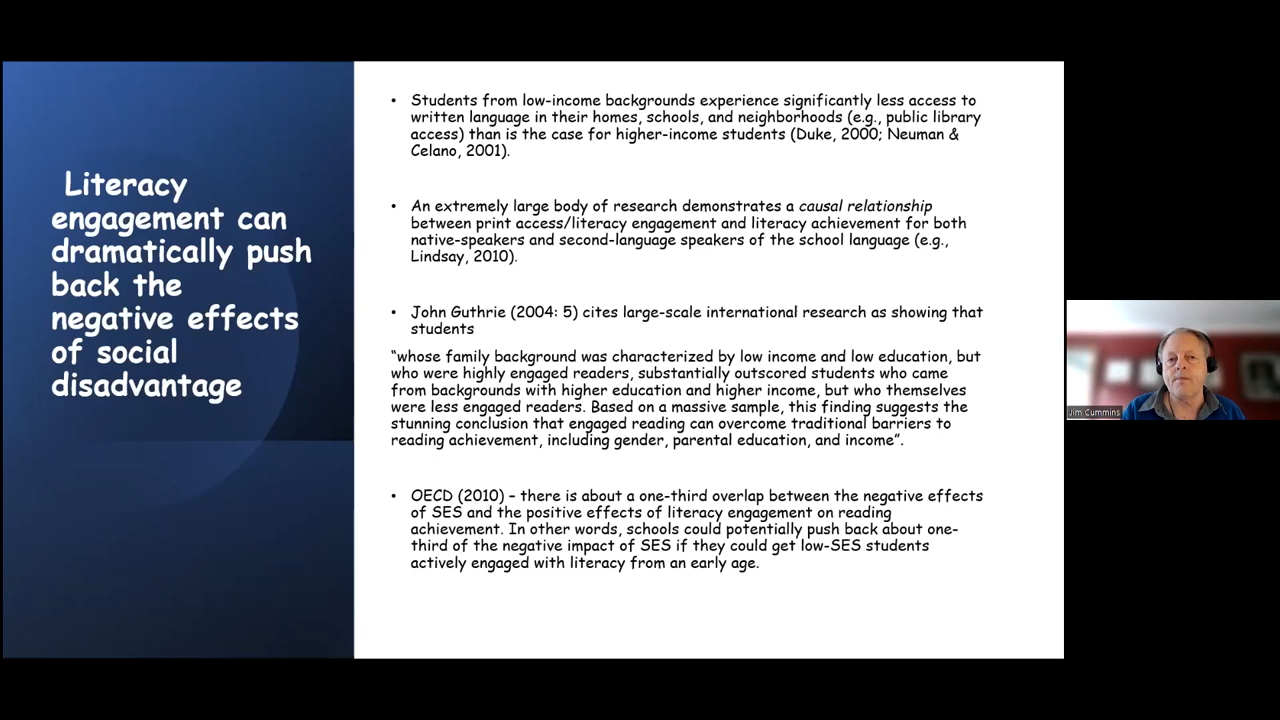 Literacy
engagement can
dramatically push
back the
negative effects
of social
disadvantage
• Students from low-income backgrounds experience significantly less access to
written language in their homes, schools, and neighborhoods (e.g., public library
access) than is the case for higher-income students (Duke, 2000; Neuman &
Celano, 2001).
• An extremely large body of research demonstrates a causal relationship
between print access/literacy engagement and literacy achievement for both
native-speakers and second-language speakers of the school language (e.g.,
Lindsay, 2010).
• John Guthrie (2004: 5) cites large-scale international research as showing that
students
“whose family background was characterized by low income and low education, but
who were highly engaged readers, substantially outscored students who came
from backgrounds with higher education and higher income, but who themselves
were less engaged readers. Based on a massive sample, this finding suggests the
stunning conclusion that engaged reading can overcome traditional barriers to
reading achievement, including gender, parental education, and income”.
• OECD (2010) – there is about a one-third overlap between the negative effects
of SES and the positive effects of literacy engagement on reading
achievement. In other words, schools could potentially push back about one-
third of the negative impact of SES if they could get low-SES students
actively engaged with literacy from an early age.
Jim Cummins